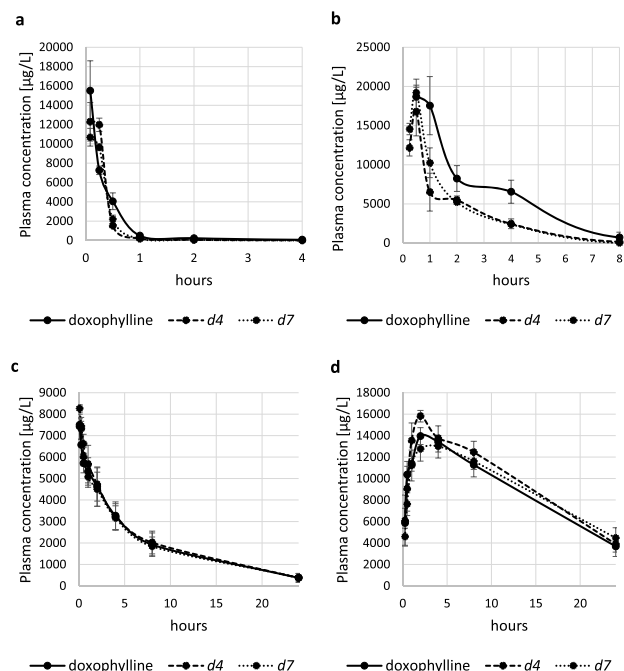 a
Plasma concentration [µg/L]
20000
18000
16000
14000
12000
10000
8000
6000
4000
2000
0
0 1 2 3 4
hours
doxophylline d4 d7
b
Plasma concentration [µg/L]
25000
20000
15000
10000
5000
0
0 1 2 3 4 5 6 7 8
hours
doxophylline d4 d7
c
Plasma concentration [µg/L]
9000
8000
7000
6000
5000
4000
3000
2000
1000
0
0 5 10 15 20
hours
doxophylline d4 d7
d
Plasma concentration [µg/L]
18000
16000
14000
12000
10000
8000
6000
4000
2000
0
0 5 10 15 20
hours
doxophylline d4 d7